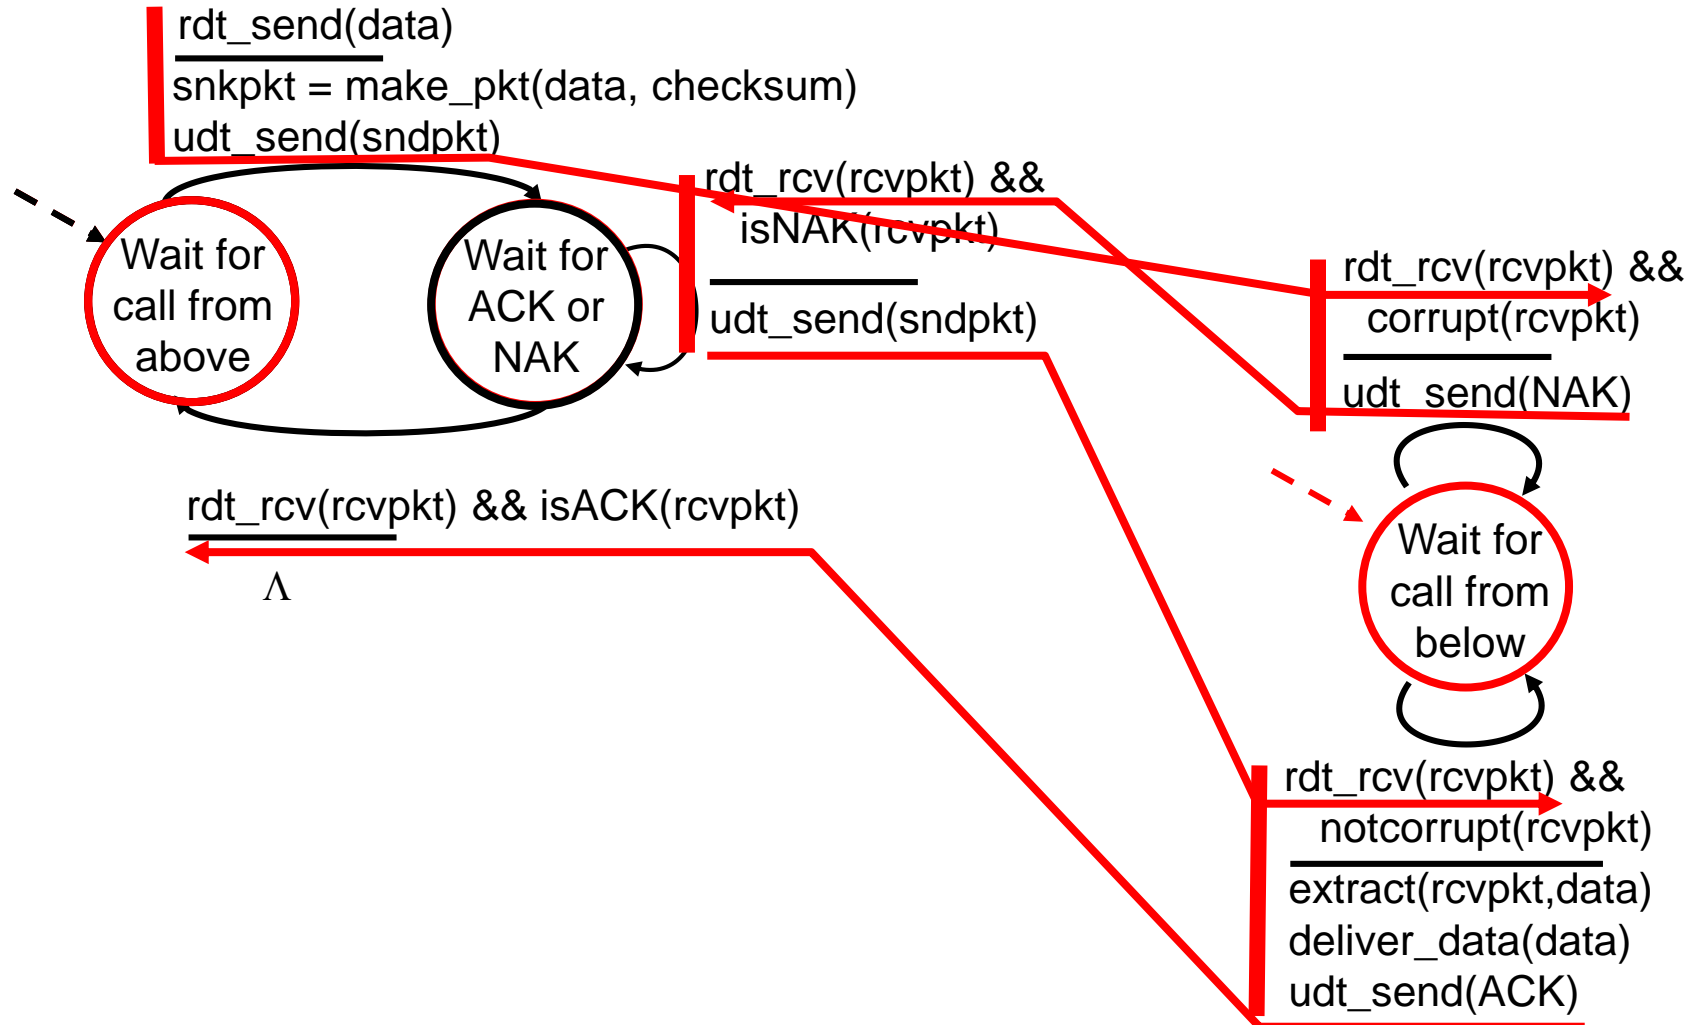 rdt_send(data)
snkpkt = make_pkt(data, checksum)
udt_send(sndpkt)
rdt_rcv(rcvpkt) &&
isNAK(rcvpkt)
udt_send(sndpkt)
Wait for
call from
above
Wait for
ACK or
NAK
rdt_rcv(rcvpkt) &&
corrupt(rcvpkt)
udt_send(NAK)
rdt_rcv(rcvpkt) && isACK(rcvpkt)
Λ
Wait for
call from
below
rdt_rcv(rcvpkt) &&
notcorrupt(rcvpkt)
extract(rcvpkt,data)
deliver_data(data)
udt_send(ACK)